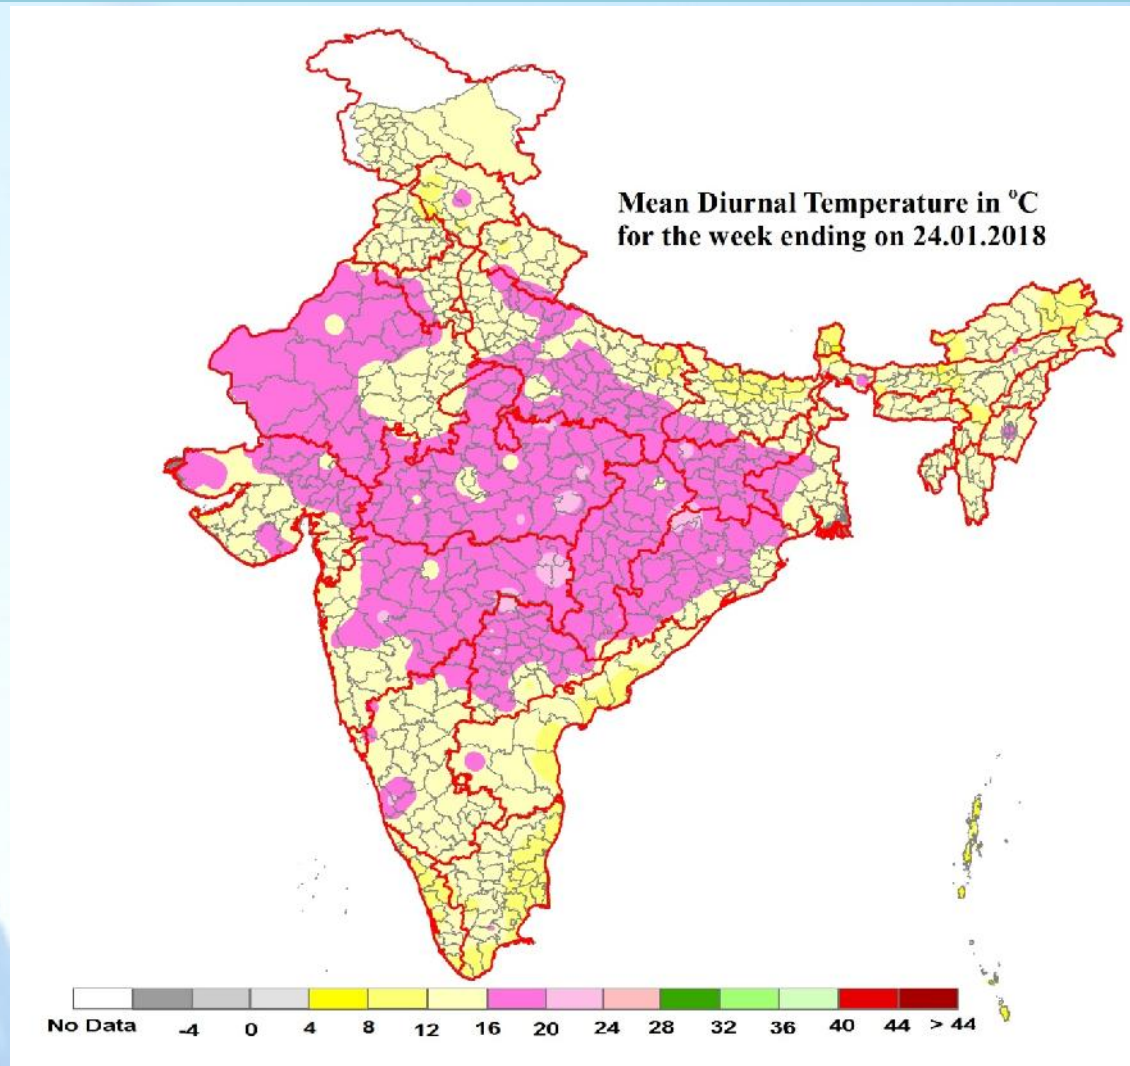 Mean Diurnal Temperature in °C
for the week ending on 24.01.2018
No Data -4 0 4 8 12 16 20 24 28 32 36 40 44 > 44